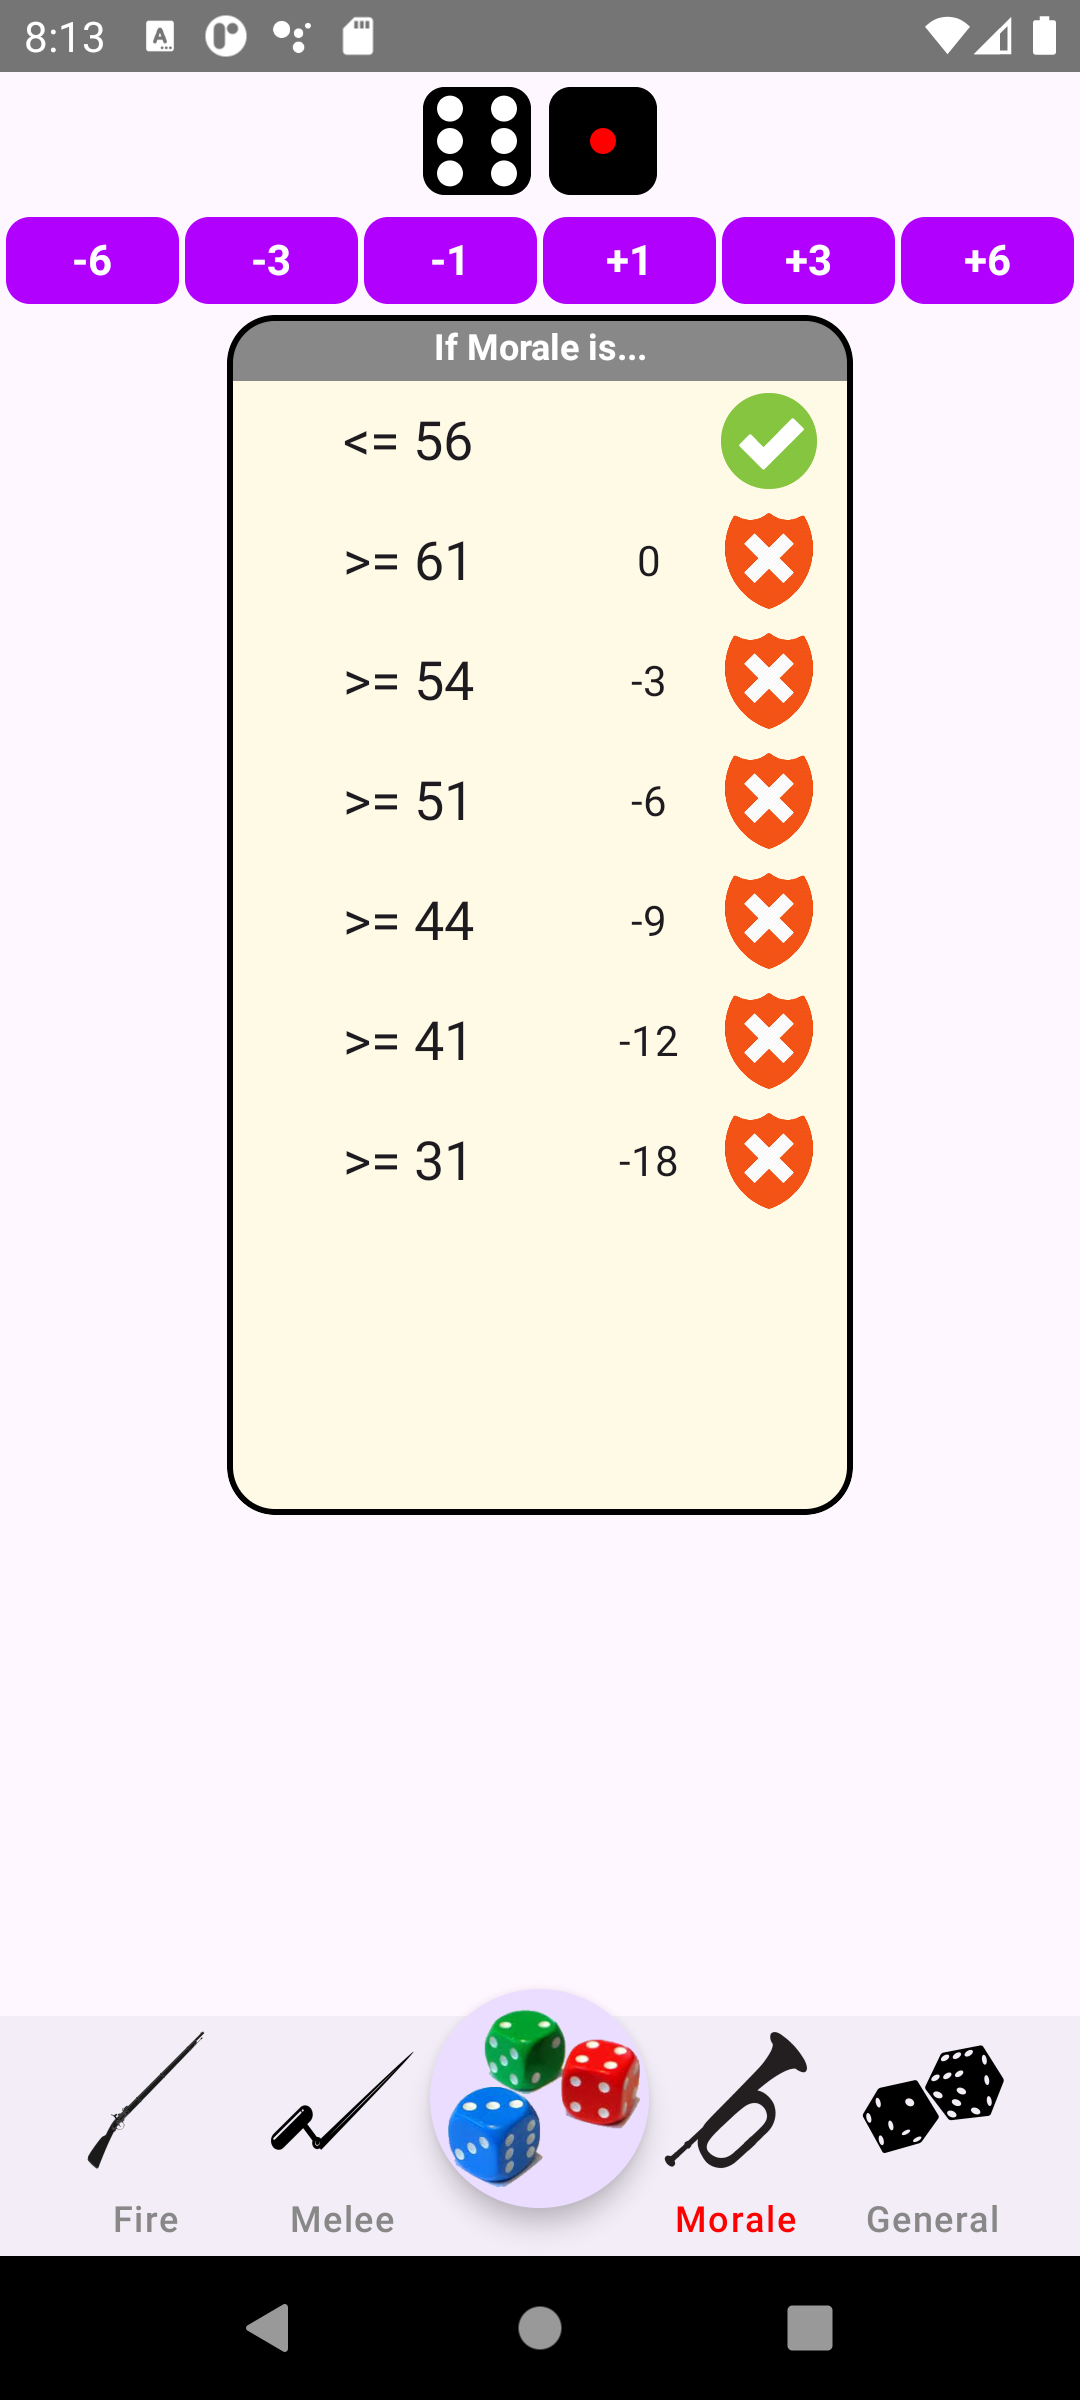 8:13
-6 -3 -1 +1 +3 +6
If Morale is...
<= 56
>= 61 0
>= 54 -3
>= 51 -6
>= 44 -9
>= 41 -12
>= 31 -18
Fire Melee Morale General